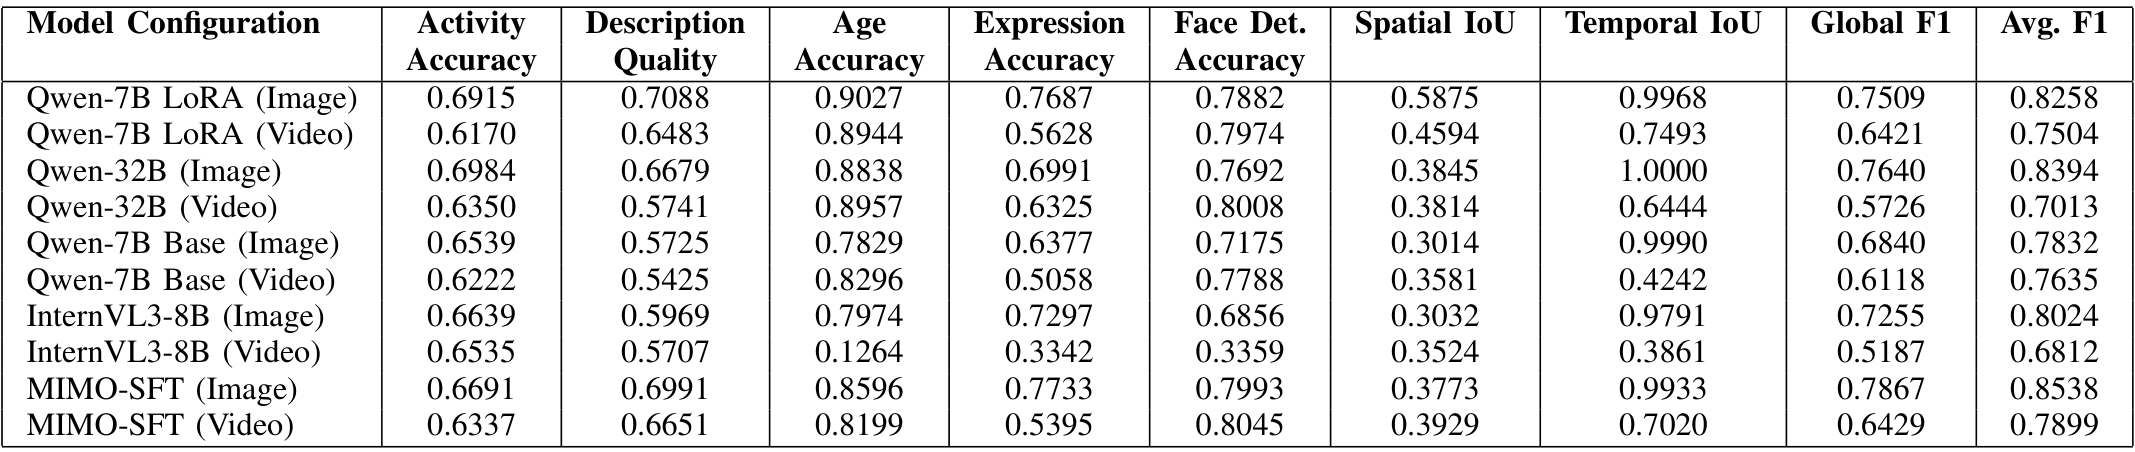 Model Configuration Activity Description Age Expression Face Det. Spatial IoU Temporal IoU Global F1 Avg. F1
Accuracy Quality Accuracy Accuracy Accuracy
Qwen-7B LoRA (Image) 0.6915 0.7088 0.9027 0.7687 0.7882 0.5875 0.9968 0.7509 0.8258
Qwen-7B LoRA (Video) 0.6170 0.6483 0.8944 0.5628 0.7974 0.4594 0.7493 0.6421 0.7504
Qwen-32B (Image) 0.6984 0.6679 0.8838 0.6991 0.7692 0.3845 1.0000 0.7640 0.8394
Qwen-32B (Video) 0.6350 0.5741 0.8957 0.6325 0.8008 0.3814 0.6444 0.5726 0.7013
Qwen-7B Base (Image) 0.6539 0.5725 0.7829 0.6377 0.7175 0.3014 0.9990 0.6840 0.7832
Qwen-7B Base (Video) 0.6222 0.5425 0.8296 0.5058 0.7788 0.3581 0.4242 0.6118 0.7635
InternVL3-8B (Image) 0.6639 0.5969 0.7974 0.7297 0.6856 0.3032 0.9791 0.7255 0.8024
InternVL3-8B (Video) 0.6535 0.5707 0.1264 0.3342 0.3359 0.3524 0.3861 0.5187 0.6812
MIMO-SFT (Image) 0.6691 0.6991 0.8596 0.7733 0.7993 0.3773 0.9933 0.7867 0.8538
MIMO-SFT (Video) 0.6337 0.6651 0.8199 0.5395 0.8045 0.3929 0.7020 0.6429 0.7899